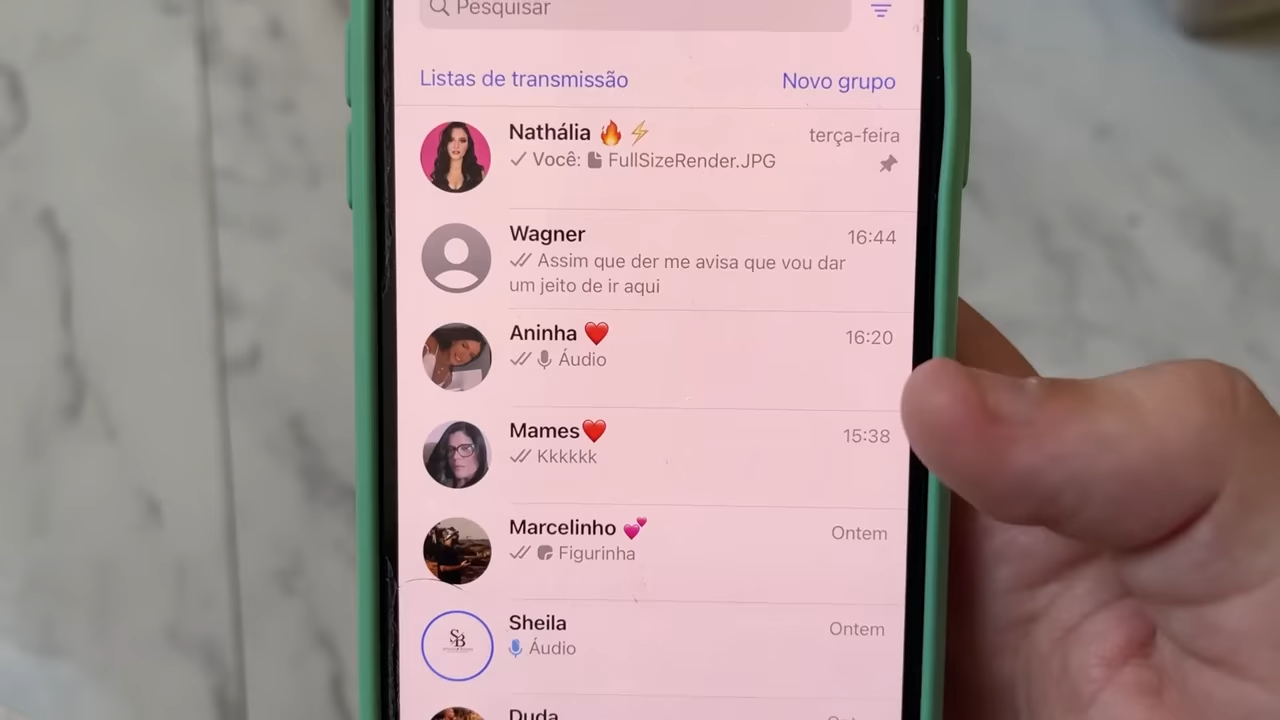 Pesquisar
Listas de transmissão
Novo grupo
Nathália 🔥⚡
terça-feira
Você: FullSizeRender.JPG
Wagner
16:44
Assim que der me avisa que vou dar
um jeito de ir aqui
Aninha ❤️
16:20
Áudio
Mames❤️
15:38
Kkkkkk
Marcelinho 💕
Ontem
Figurinha
Sheila
Ontem
SB
Áudio
Duda